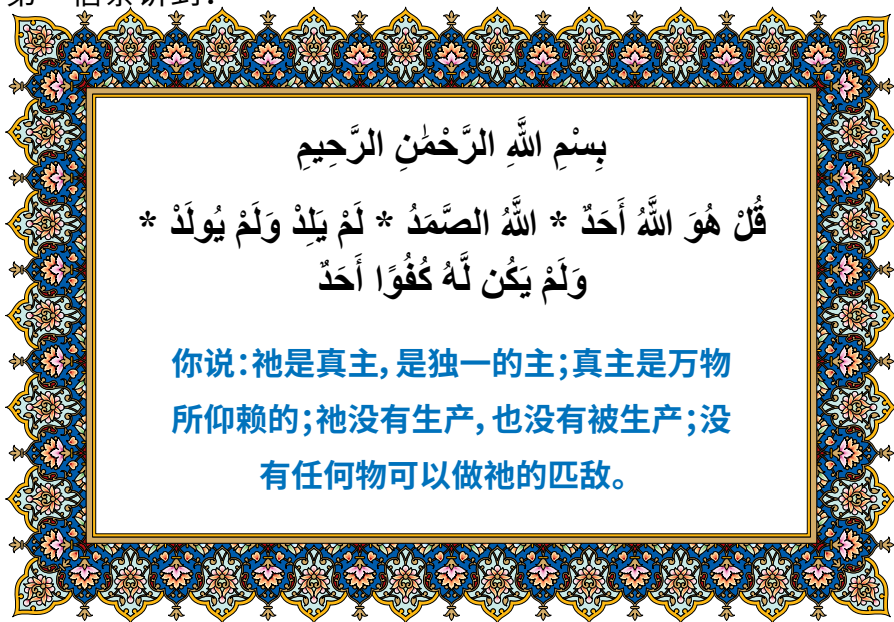 بِسْمِ اللَّهِ الرَّحْمَٰنِ الرَّحِيمِ
قُلْ هُوَ اللَّهُ أَحَدٌ * اللَّهُ الصَّمَدُ * لَمْ يَلِدْ وَلَمْ يُولَدْ *
وَلَمْ يَكُن لَّهُ كُفُوًا أَحَدٌ
你说：祂是真主，是独一的主；真主是万物
所仰赖的；祂没有生产，也没有被生产；没
有任何物可以做祂的匹敌。